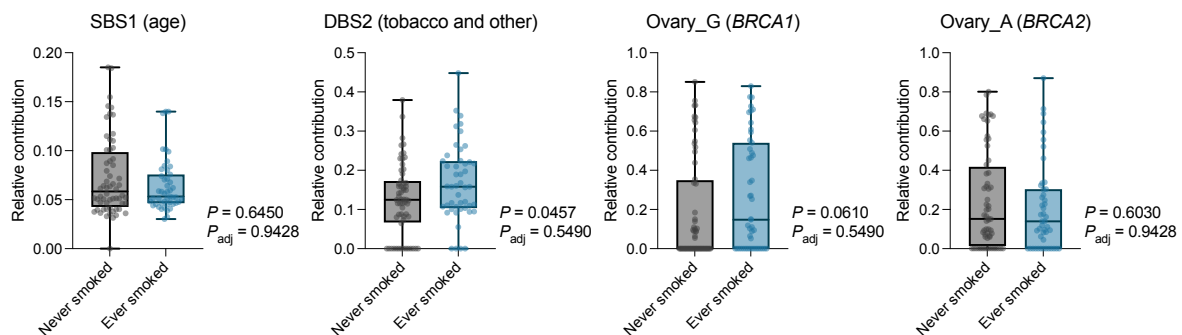 SBS1 (age)
Relative contribution
0.20
0.15
0.10
0.05
0.00
P = 0.6450
Padj = 0.9428
Never smoked
Ever smoked
DBS2 (tobacco and other)
Relative contribution
0.5
0.4
0.3
0.2
0.1
0.0
P = 0.0457
Padj = 0.5490
Never smoked
Ever smoked
Ovary_G (BRCA1)
Relative contribution
1.0
0.8
0.6
0.4
0.2
0.0
P = 0.0610
Padj = 0.5490
Never smoked
Ever smoked
Ovary_A (BRCA2)
Relative contribution
1.0
0.8
0.6
0.4
0.2
0.0
P = 0.6030
Padj = 0.9428
Never smoked
Ever smoked